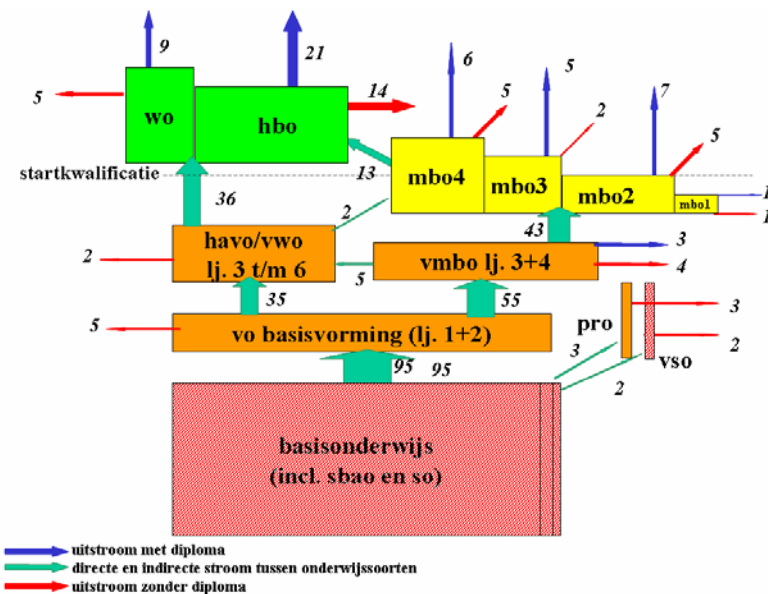 9
21
6
5
7
5
14
5
2
5
wo
hbo
startkwalificatie
13
mbo4
mbo3
mbo2
mbo1
1
1
36
2
43
2
havo/vwo
lj. 3 t/m 6
5
vmbo lj. 3+4
3
4
35
55
5
vo basisvorming (lj. 1+2)
pro
3
2
vso
3
2
95
95
basisonderwijs
(incl. sbao en so)
uitstroom met diploma
directe en indirecte stroom tussen onderwijssoorten
uitstroom zonder diploma